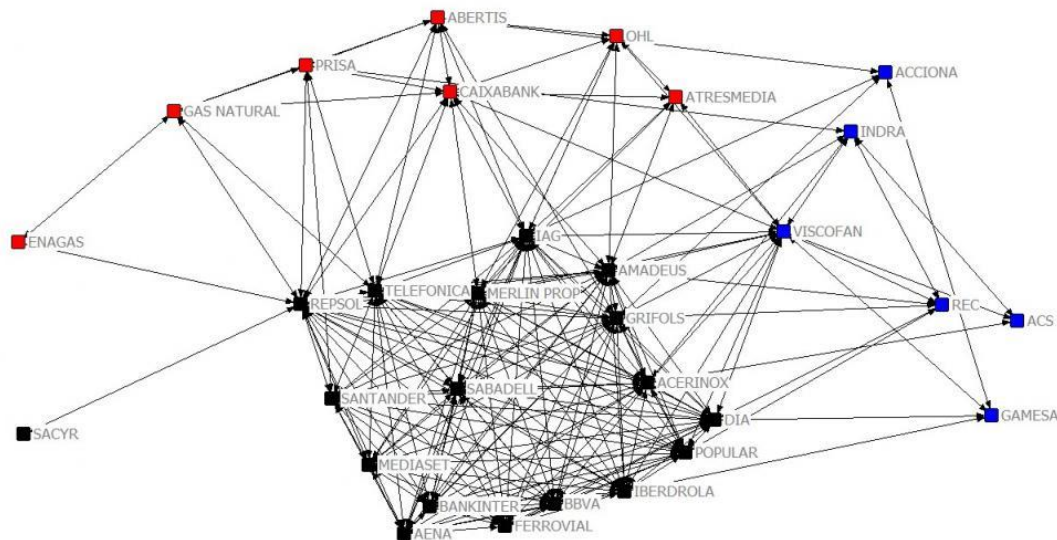 ABERTIS
OHL
PRISA
ACCIONA
CAIXABANK
ATRESMEDIA
GAS NATURAL
INDRA
VISCOFAN
IAG
ENAGAS
AMADEUS
TELEFONICA
MERLIN PROP
REPSOL
REC
GRIFOLS
ACS
ACERINOX
SABADELL
SANTANDER
GAMESA
DIA
SACYR
POPULAR
MEDIASET
IBERDROLA
BBVA
BANKINTER
FERROVIAL
AENA